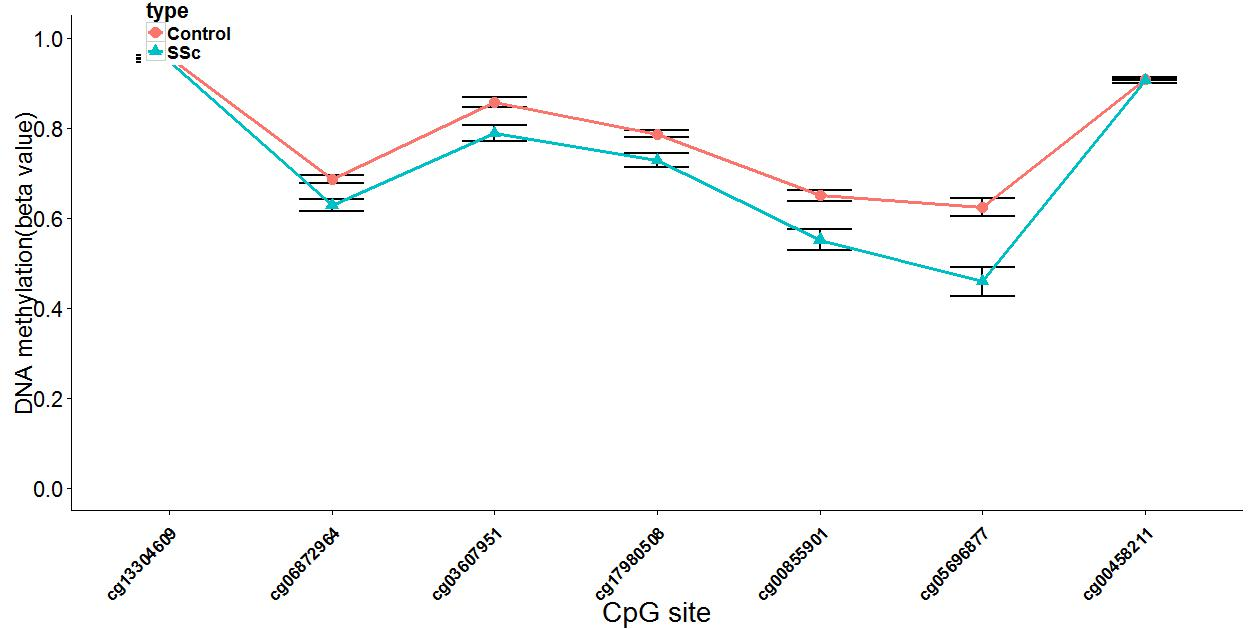 type
Control
SSc
DNA methylation(beta value)
1.0
0.8
0.6
0.4
0.2
0.0
cg13304609
cg06872964
cg03607951
cg17980508
cg00855901
cg05696877
cg00458211
CpG site